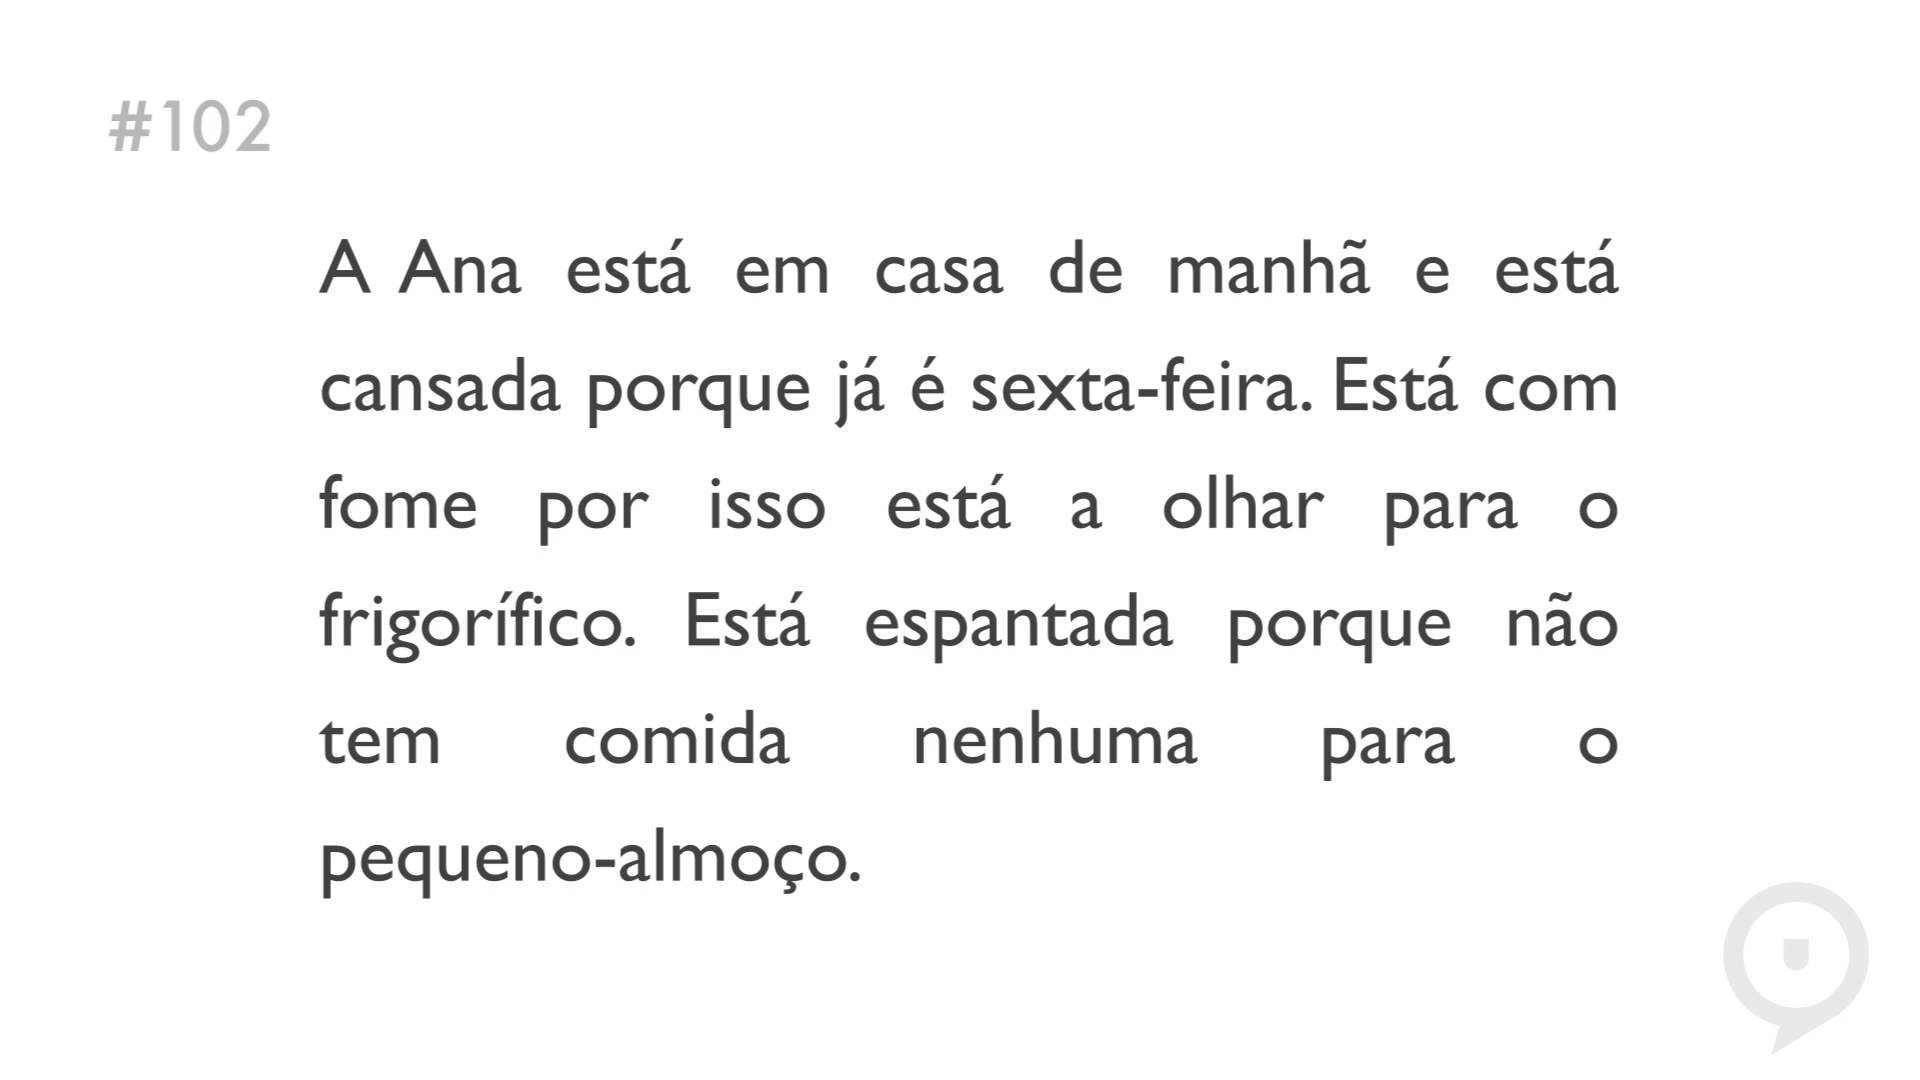 #102
A Ana está em casa de manhã e está
cansada porque já é sexta-feira. Está com
fome por isso está a olhar para o
frigorífico. Está espantada porque não
tem comida nenhuma para o
pequeno-almoço.